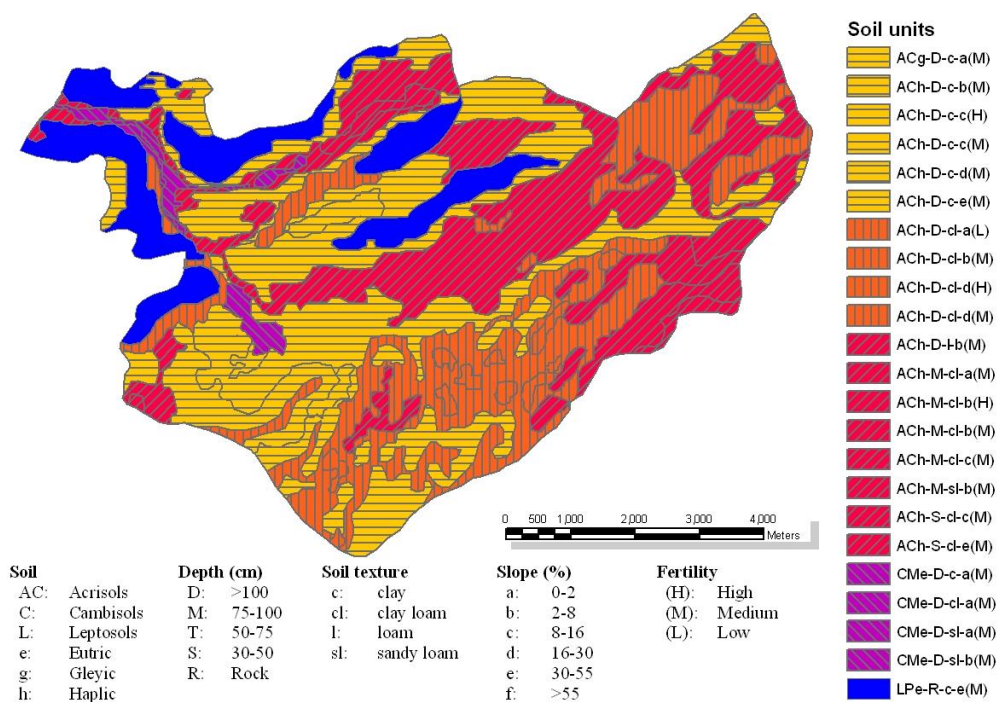 Soil units
ACg-D-c-a(M)
ACh-D-c-b(M)
ACh-D-c-c(H)
ACh-D-c-c(M)
ACh-D-c-d(M)
ACh-D-c-e(M)
ACh-D-cl-a(L)
ACh-D-cl-b(M)
ACh-D-cl-d(H)
ACh-D-cl-d(M)
ACh-D-l-b(M)
ACh-M-cl-a(M)
ACh-M-cl-b(H)
ACh-M-cl-b(M)
ACh-M-cl-c(M)
ACh-M-sl-b(M)
ACh-S-cl-c(M)
ACh-S-cl-e(M)
CMe-D-c-a(M)
CMe-D-cl-a(M)
CMe-D-sl-a(M)
CMe-D-sl-b(M)
LPe-R-c-e(M)
0 500 1,000 2,000 3,000 4,000
Meters
Soil Depth (cm) Soil texture Slope (%) Fertility
AC: Acrisols D: >100 c: clay a: 0-2 (H): High
C: Cambisols M: 75-100 cl: clay loam b: 2-8 (M): Medium
L: Leptosols T: 50-75 l: loam c: 8-16 (L): Low
e: Eutric S: 30-50 sl: sandy loam d: 16-30
g: Gleyic R: Rock e: 30-55
h: Haplic f: >55